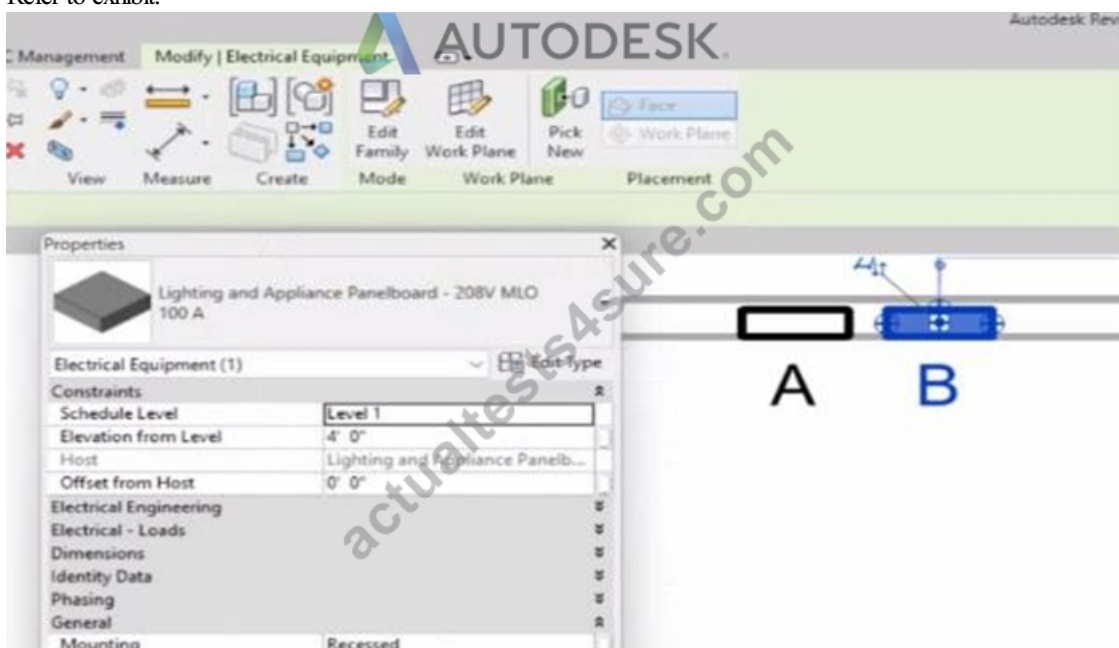 Refer to exhibit.
AUTODESK
Autodesk Revi
C Management Modify | Electrical Equipment
Edit Family
Edit Work Plane
Pick New
Face
Work Plane
View Measure Create Mode Work Plane Placement
Properties
Lighting and Appliance Panelboard - 208V MLO
100 A
Electrical Equipment (1) Edit Type
Constraints
Schedule Level Level 1
Elevation from Level 4' 0"
Host Lighting and Appliance Panelb...
Offset from Host 0' 0"
Electrical Engineering
Electrical - Loads
Dimensions
Identity Data
Phasing
General
Mounting Recessed
A B
actualtests4sure.com